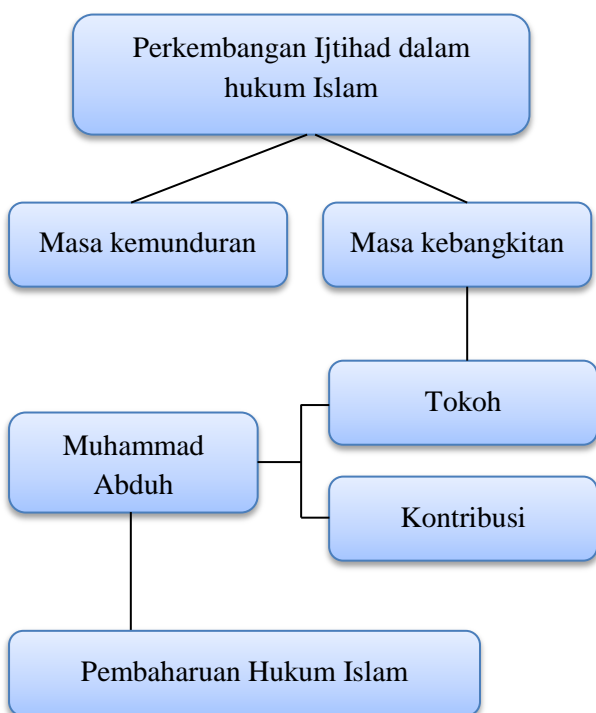 Perkembangan Ijtihad dalam
hukum Islam
Masa kemunduran
Masa kebangkitan
Tokoh
Muhammad
Abduh
Kontribusi
Pembaharuan Hukum Islam